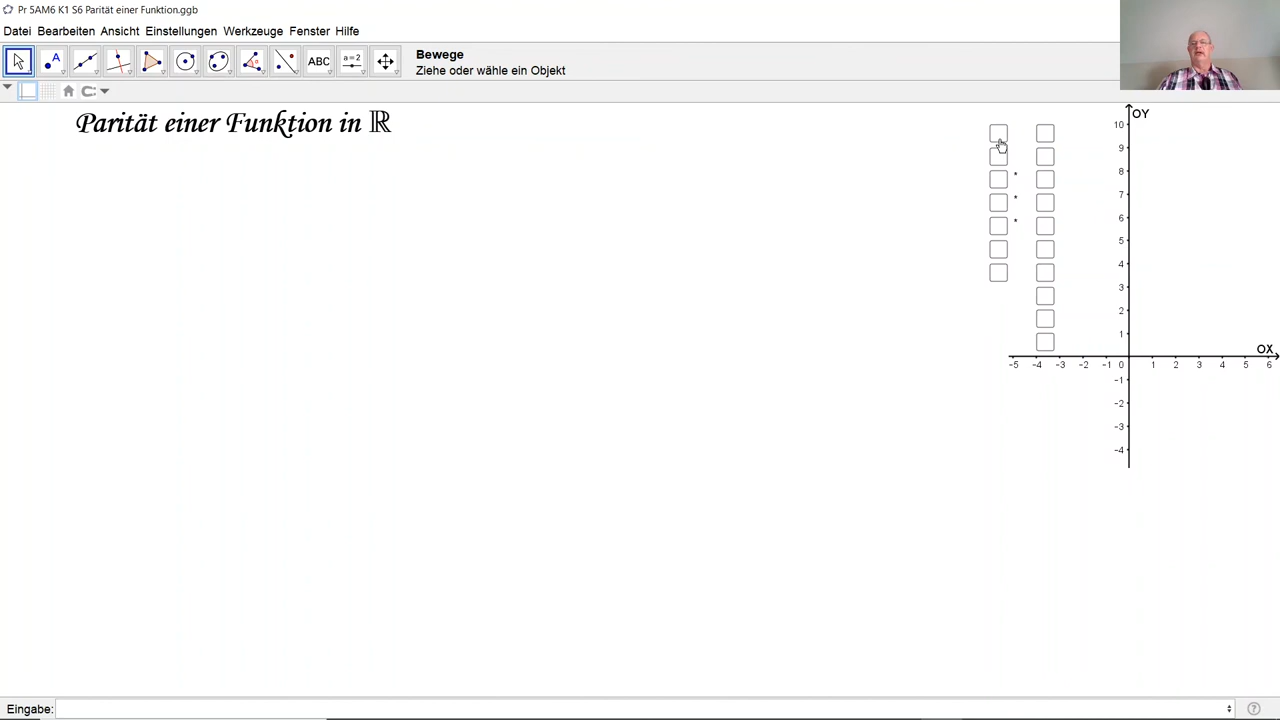 Pr 5AM6 K1 S6 Parität einer Funktion.ggb
Datei Bearbeiten Ansicht Einstellungen Werkzeuge Fenster Hilfe
A ABC a=2 Bewege
Ziehe oder wähle ein Objekt
Parität einer Funktion in ℝ
OY
10
9
8
7
6
5
4
3
2
1
OX
-5 -4 -3 -2 -1 0 1 2 3 4 5 6
-1
-2
-3
-4
*
*
*
Eingabe:
?